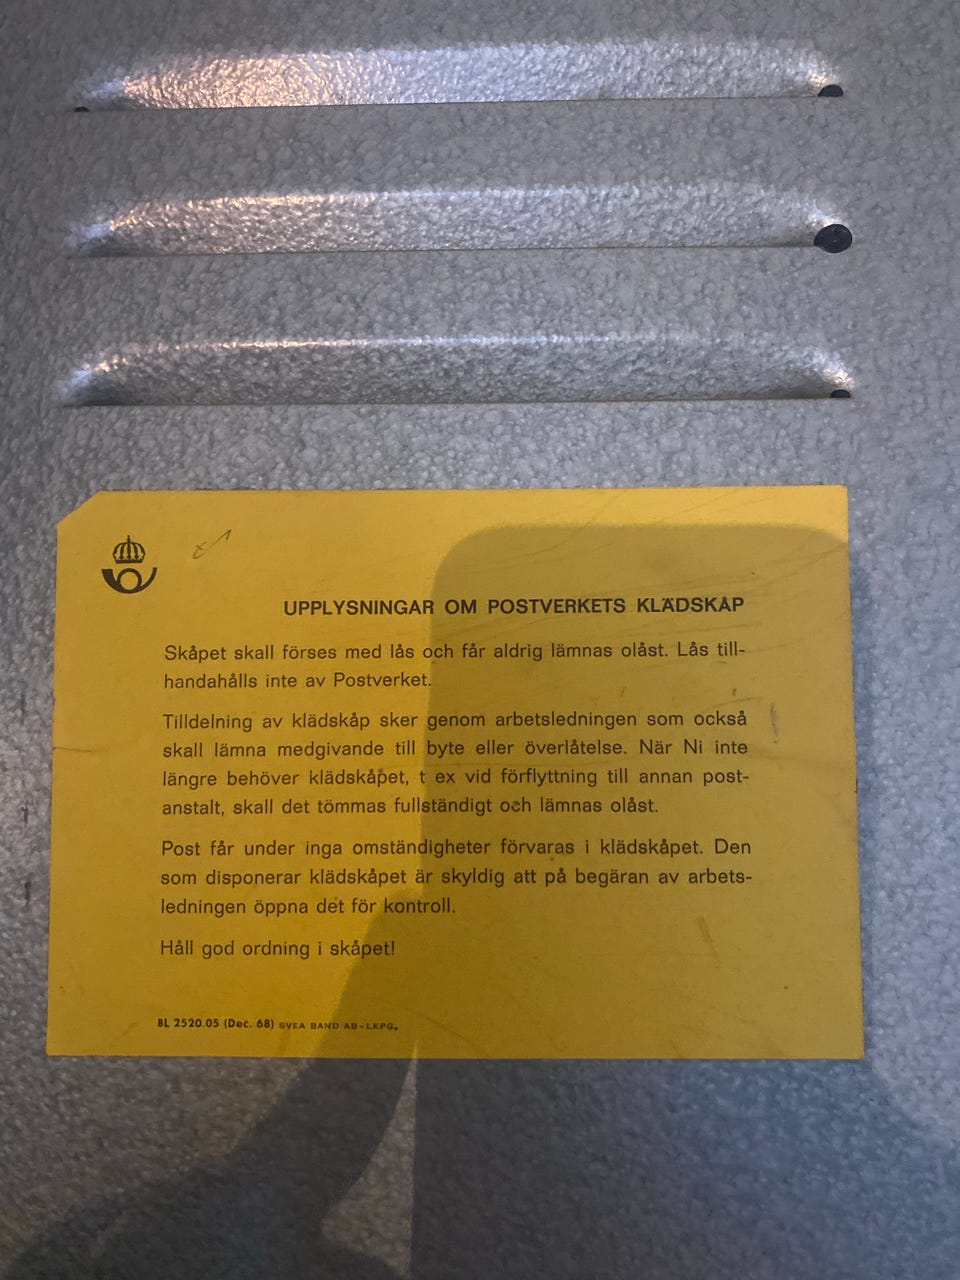 UPPLYSNINGAR OM POSTVERKETS KLÄDSKÅP
Skåpet skall förses med lås och får aldrig lämnas olåst. Lås till-
handahålls inte av Postverket.
Tilldelning av klädskåp sker genom arbetsledningen som också
skall lämna medgivande till byte eller överlåtelse. När Ni inte
längre behöver klädskåpet, t ex vid förflyttning till annan post-
anstalt, skall det tömmas fullständigt och lämnas olåst.
Post får under inga omständigheter förvaras i klädskåpet. Den
som disponerar klädskåpet är skyldig att på begäran av arbets-
ledningen öppna det för kontroll.
Håll god ordning i skåpet!
BL 2520.05 (Dec. 68) SVEA BAND AB - LKPG.